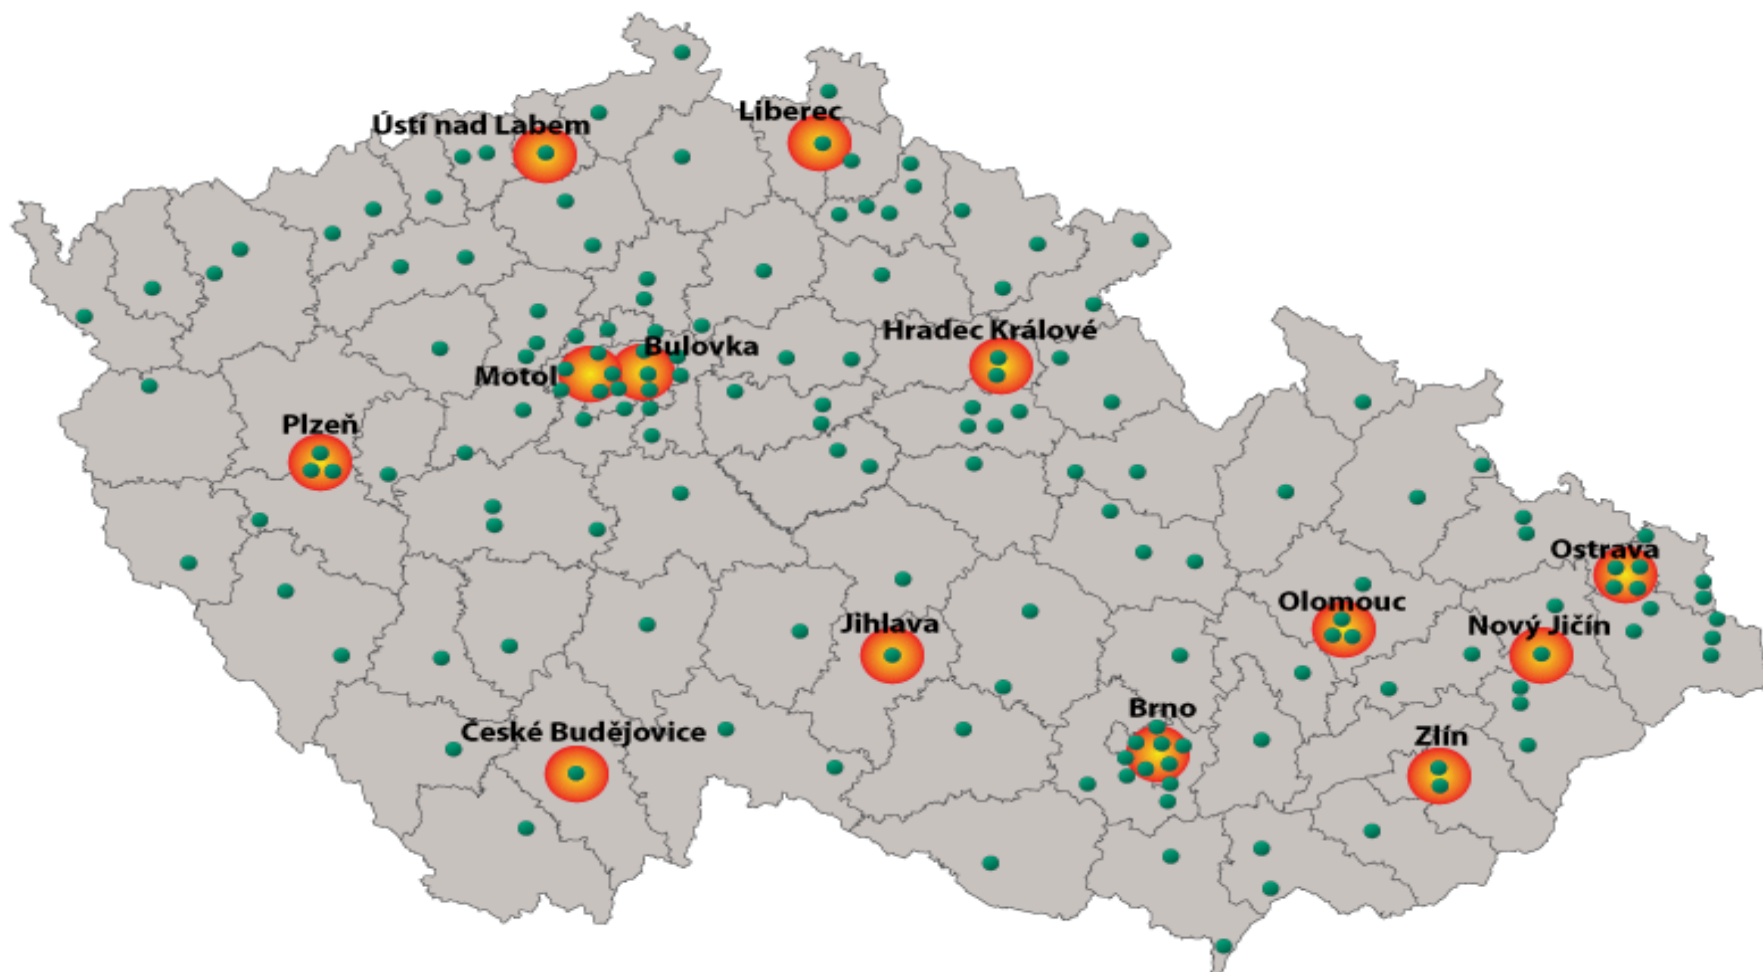 Liberec
Ústí nad Labem
Hradec Králové
Bulovka
Motol
Plzeň
Ostrava
Olomouc
Jihlava
Nový Jičín
Brno
České Budějovice
Zlín